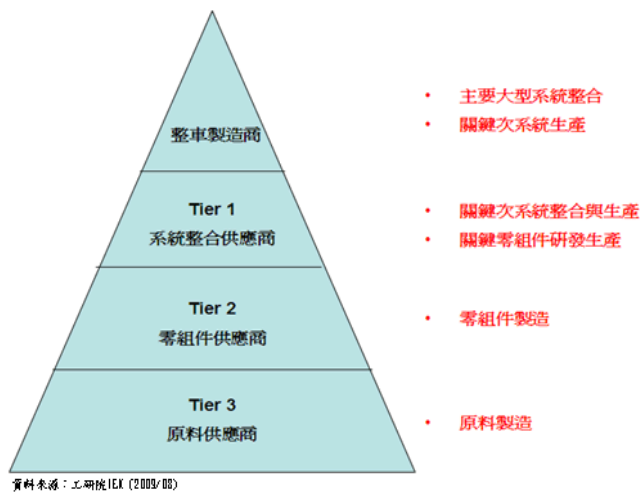 整車製造商
• 主要大型系統整合
• 關鍵次系統生產
Tier 1
系統整合供應商
• 關鍵次系統整合與生產
• 關鍵零組件研發生產
Tier 2
零組件供應商
• 零組件製造
Tier 3
原料供應商
• 原料製造
資料來源：工研院IEK (2009/08)